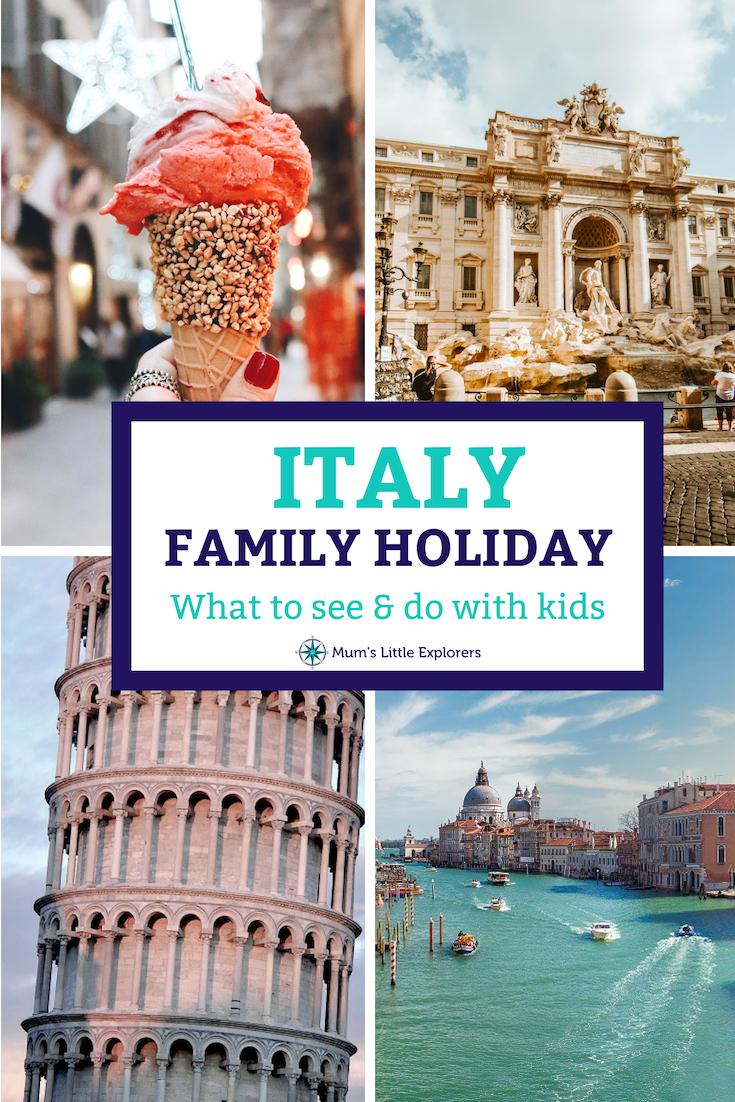 ITALY
FAMILY HOLIDAY
What to see & do with kids
Mum's Little Explorers